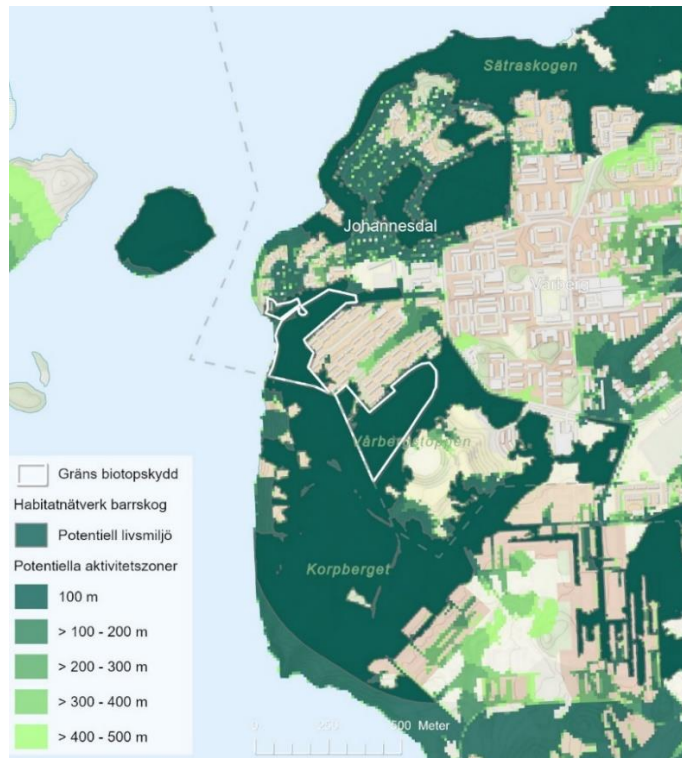 Sätraskogen
Johannesdal
Vårberg
Vårbergstoppen
Korpberget
Gräns biotopskydd
Habitatnätverk barrskog
Potentiell livsmiljö
Potentiella aktivitetszoner
100 m
> 100 - 200 m
> 200 - 300 m
> 300 - 400 m
> 400 - 500 m
0 250 500 Meter